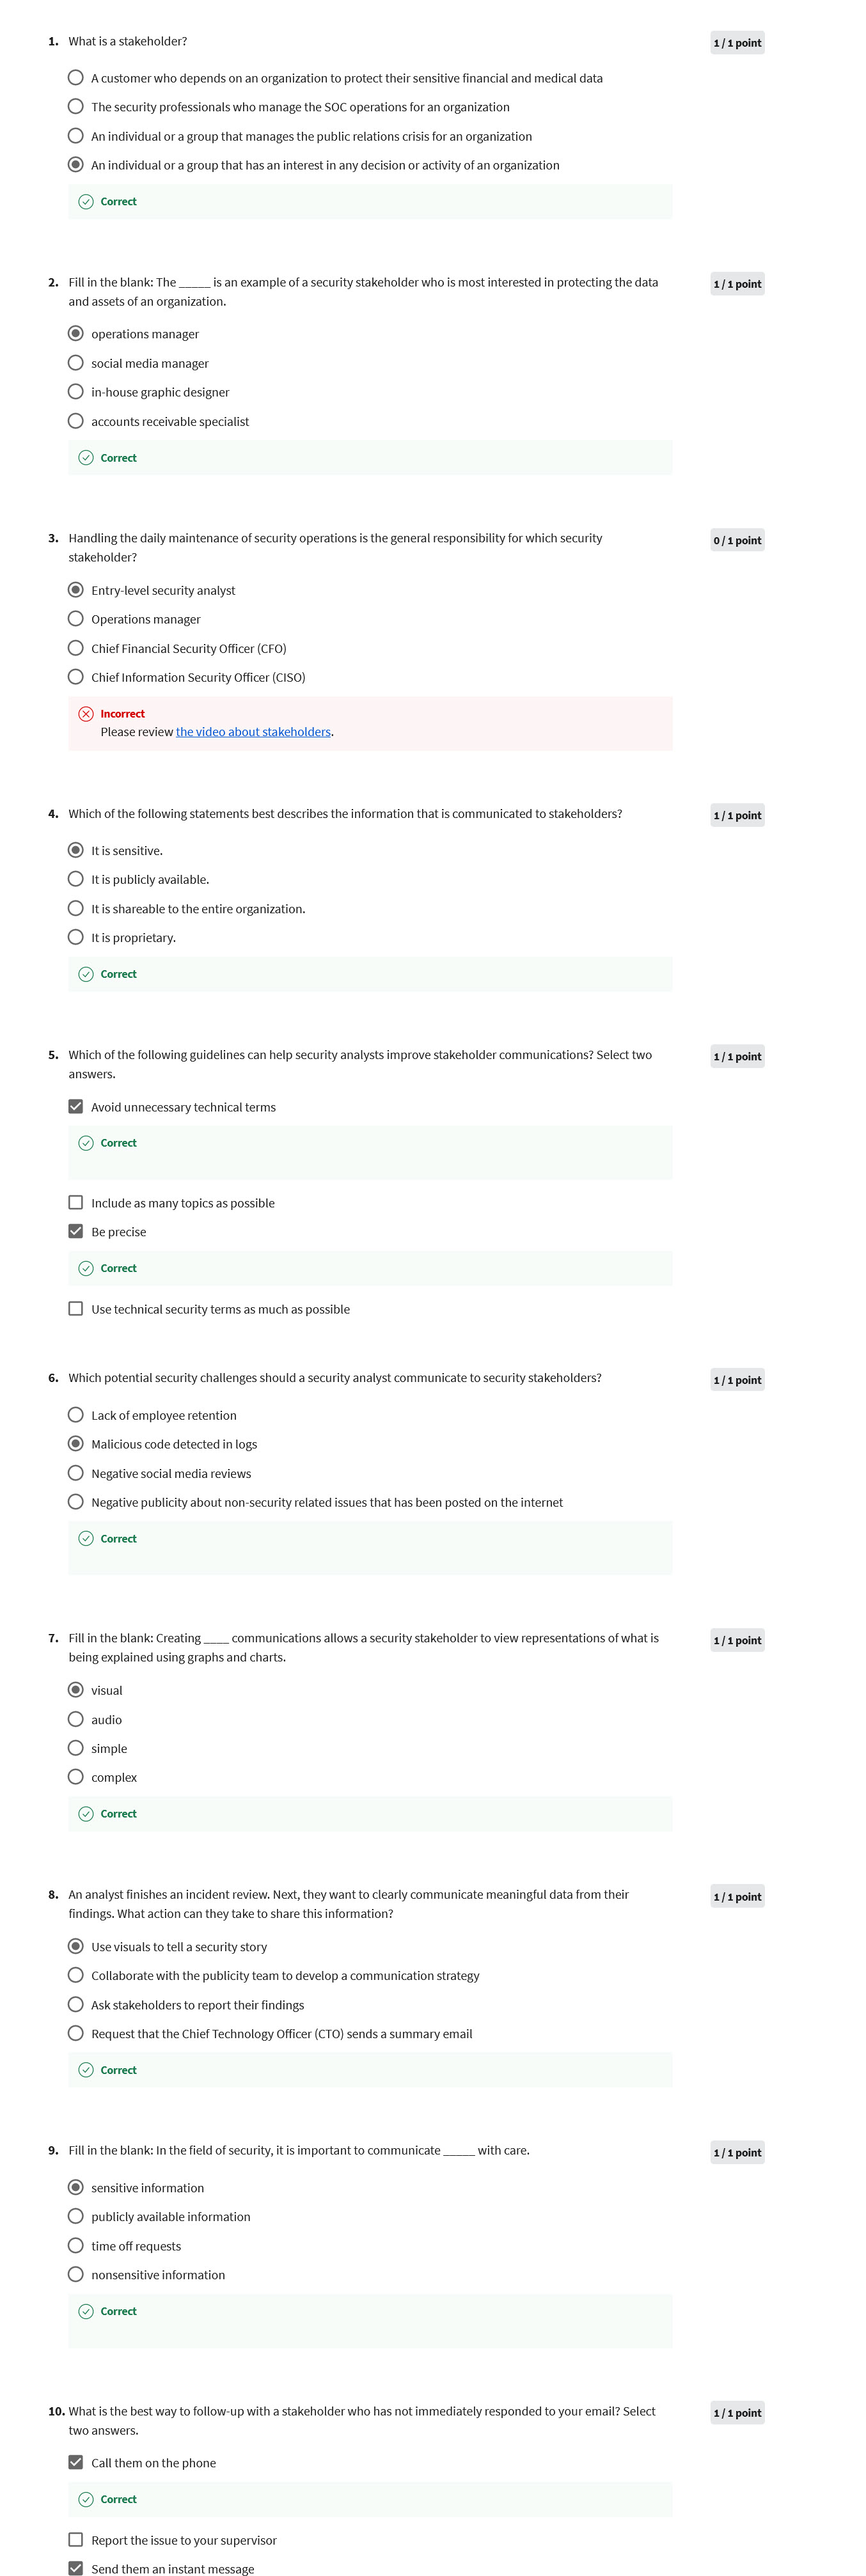 1. What is a stakeholder?
1 / 1 point
A customer who depends on an organization to protect their sensitive financial and medical data
The security professionals who manage the SOC operations for an organization
An individual or a group that manages the public relations crisis for an organization
An individual or a group that has an interest in any decision or activity of an organization
Correct
2. Fill in the blank: The _____ is an example of a security stakeholder who is most interested in protecting the data
and assets of an organization.
1 / 1 point
operations manager
social media manager
in-house graphic designer
accounts receivable specialist
Correct
3. Handling the daily maintenance of security operations is the general responsibility for which security
stakeholder?
0 / 1 point
Entry-level security analyst
Operations manager
Chief Financial Security Officer (CFO)
Chief Information Security Officer (CISO)
Incorrect
Please review the video about stakeholders.
4. Which of the following statements best describes the information that is communicated to stakeholders?
1 / 1 point
It is sensitive.
It is publicly available.
It is shareable to the entire organization.
It is proprietary.
Correct
5. Which of the following guidelines can help security analysts improve stakeholder communications? Select two
answers.
1 / 1 point
Avoid unnecessary technical terms
Correct
Include as many topics as possible
Be precise
Correct
Use technical security terms as much as possible
6. Which potential security challenges should a security analyst communicate to security stakeholders?
1 / 1 point
Lack of employee retention
Malicious code detected in logs
Negative social media reviews
Negative publicity about non-security related issues that has been posted on the internet
Correct
7. Fill in the blank: Creating ____ communications allows a security stakeholder to view representations of what is
being explained using graphs and charts.
1 / 1 point
visual
audio
simple
complex
Correct
8. An analyst finishes an incident review. Next, they want to clearly communicate meaningful data from their
findings. What action can they take to share this information?
1 / 1 point
Use visuals to tell a security story
Collaborate with the publicity team to develop a communication strategy
Ask stakeholders to report their findings
Request that the Chief Technology Officer (CTO) sends a summary email
Correct
9. Fill in the blank: In the field of security, it is important to communicate _____ with care.
1 / 1 point
sensitive information
publicly available information
time off requests
nonsensitive information
Correct
10. What is the best way to follow-up with a stakeholder who has not immediately responded to your email? Select
two answers.
1 / 1 point
Call them on the phone
Correct
Report the issue to your supervisor
Send them an instant message